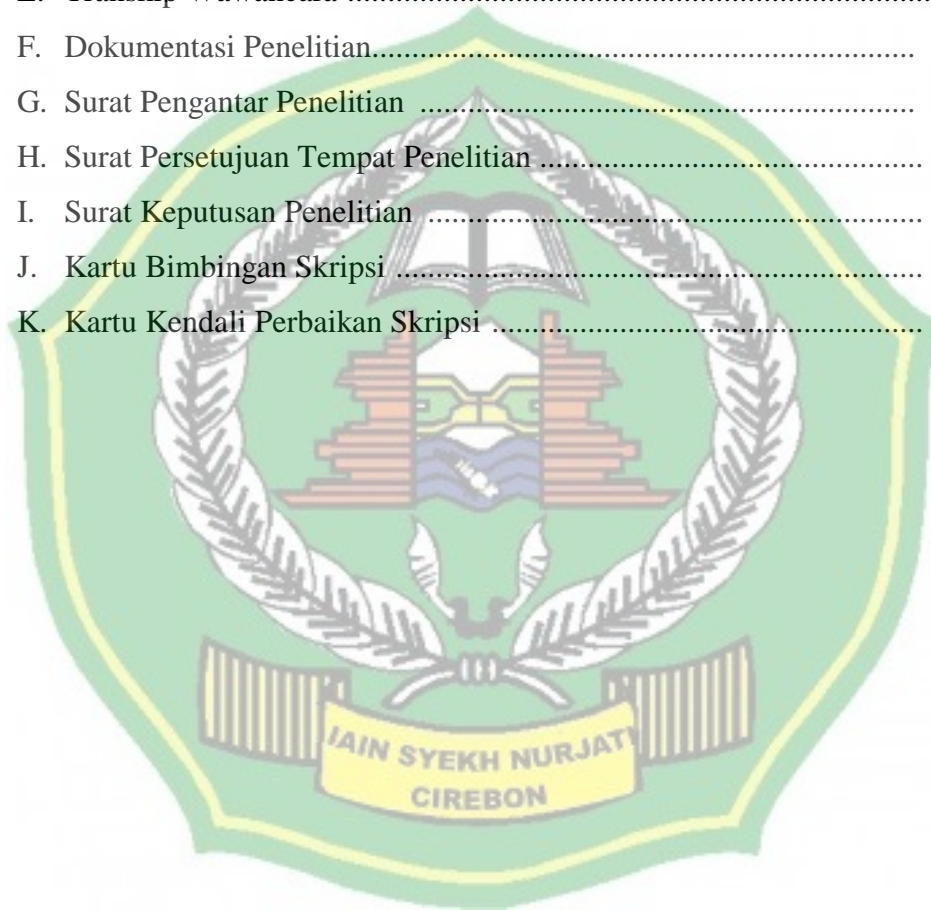 F. Dokumentasi Penelitian....................................................................
G. Surat Pengantar Penelitian ..............................................................
H. Surat Persetujuan Tempat Penelitian ................................................
I. Surat Keputusan Penelitian ..............................................................
J. Kartu Bimbingan Skripsi ..................................................................
K. Kartu Kendali Perbaikan Skripsi ......................................................
IAIN SYEKH NURJATI
CIREBON